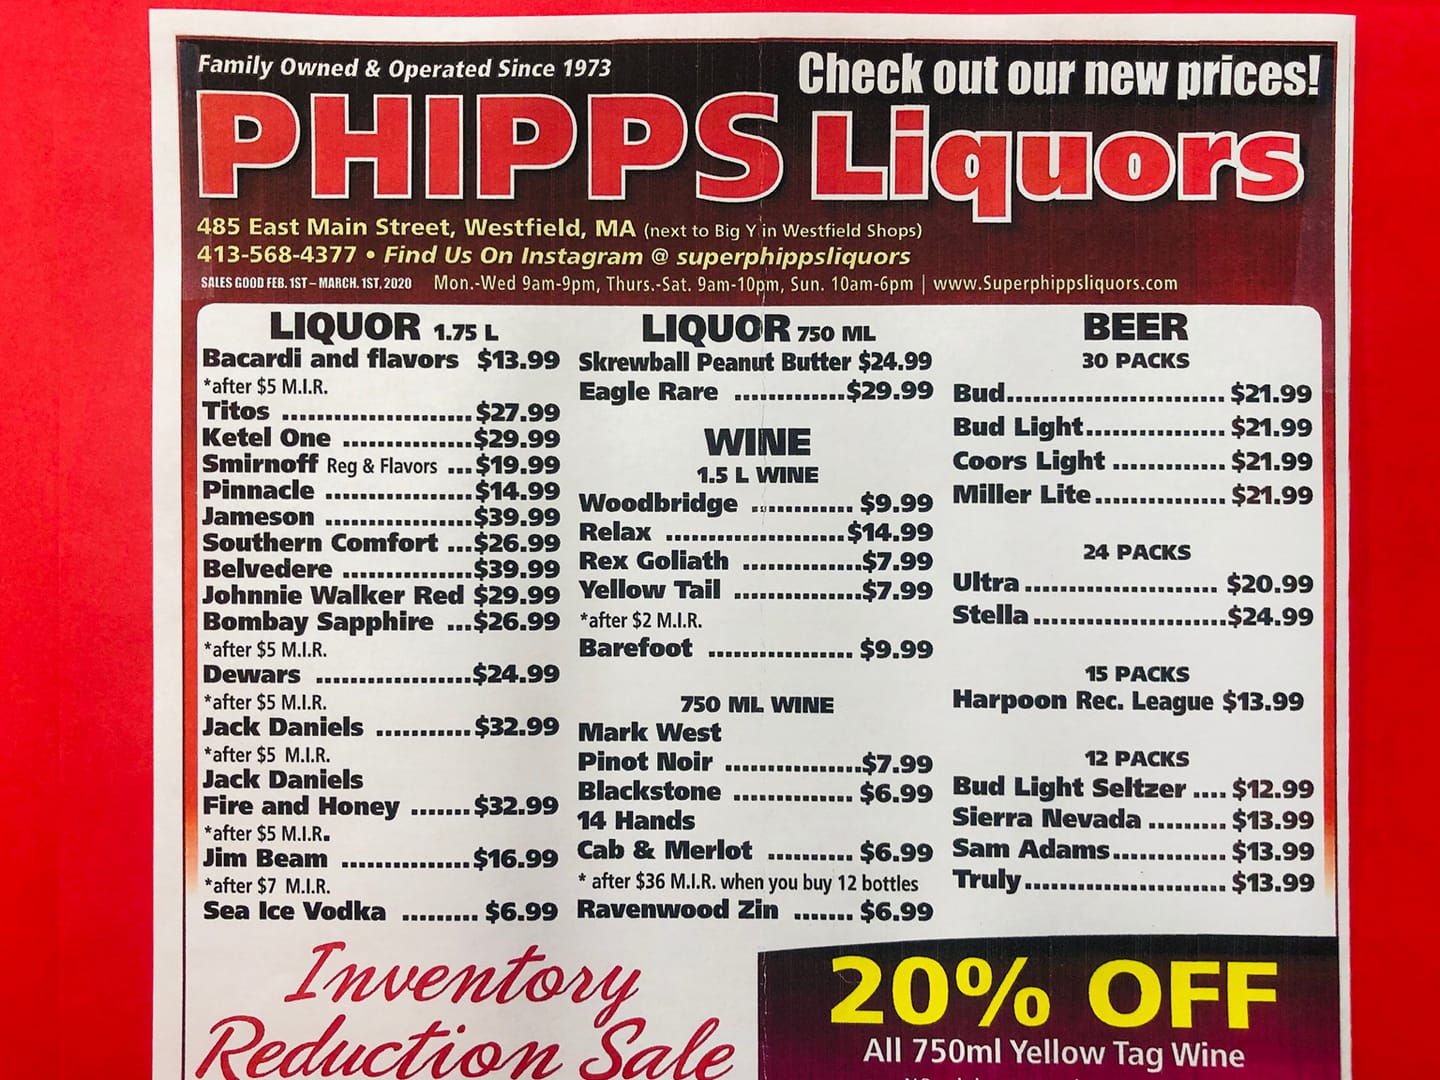 Family Owned & Operated Since 1973
Check out our new prices!
PHIPPS Liquors
485 East Main Street, Westfield, MA (next to Big Y in Westfield Shops)
413-568-4377 • Find Us On Instagram @ superphippsliquors
SALES GOOD FEB. 1ST – MARCH. 1ST, 2020 Mon.-Wed 9am-9pm, Thurs.-Sat. 9am-10pm, Sun. 10am-6pm | www.Superphippsliquors.com
LIQUOR 1.75 L
Bacardi and flavors $13.99
*after $5 M.I.R.
Titos ......................$27.99
Ketel One ...............$29.99
Smirnoff Reg & Flavors ...$19.99
Pinnacle .................$14.99
Jameson .................$39.99
Southern Comfort ...$26.99
Belvedere ...............$39.99
Johnnie Walker Red $29.99
Bombay Sapphire ...$26.99
*after $5 M.I.R.
Dewars ..................$24.99
*after $5 M.I.R.
Jack Daniels ...........$32.99
*after $5 M.I.R.
Jack Daniels
Fire and Honey .......$32.99
*after $5 M.I.R.
Jim Beam ...............$16.99
*after $7 M.I.R.
Sea Ice Vodka ......... $6.99
LIQUOR 750 ML
Skrewball Peanut Butter $24.99
Eagle Rare .............$29.99
WINE
1.5 L WINE
Woodbridge ............ $9.99
Relax .....................$14.99
Rex Goliath ..............$7.99
Yellow Tail ...............$7.99
*after $2 M.I.R.
Barefoot ................. $9.99
750 ML WINE
Mark West
Pinot Noir ................$7.99
Blackstone .............. $6.99
14 Hands
Cab & Merlot .......... $6.99
* after $36 M.I.R. when you buy 12 bottles
Ravenwood Zin ....... $6.99
BEER
30 PACKS
Bud.......................... $21.99
Bud Light................. $21.99
Coors Light ............. $21.99
Miller Lite................ $21.99
24 PACKS
Ultra ....................... $20.99
Stella .......................$24.99
15 PACKS
Harpoon Rec. League $13.99
12 PACKS
Bud Light Seltzer .... $12.99
Sierra Nevada ......... $13.99
Sam Adams............. $13.99
Truly........................ $13.99
Inventory
Reduction Sale
20% OFF
All 750ml Yellow Tag Wine